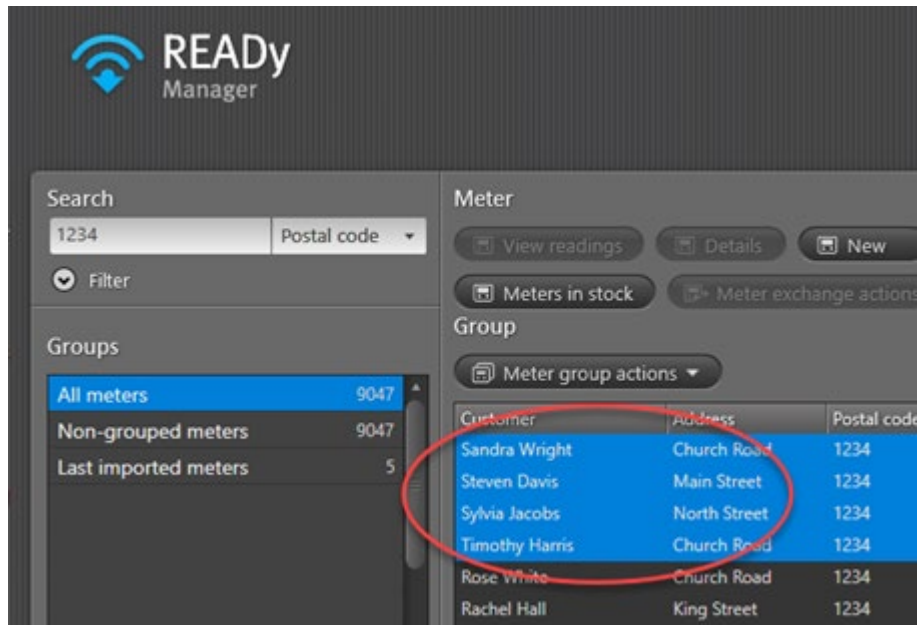 READy
Manager
Search
1234 Postal code
Filter
Groups
All meters 9047
Non-grouped meters 9047
Last imported meters 5
Meter
View readings Details New
Meters in stock Meter exchange actions
Group
Meter group actions
Customer Address Postal code
Sandra Wright Church Road 1234
Steven Davis Main Street 1234
Sylvia Jacobs North Street 1234
Timothy Harris Church Road 1234
Rose White Church Road 1234
Rachel Hall King Street 1234